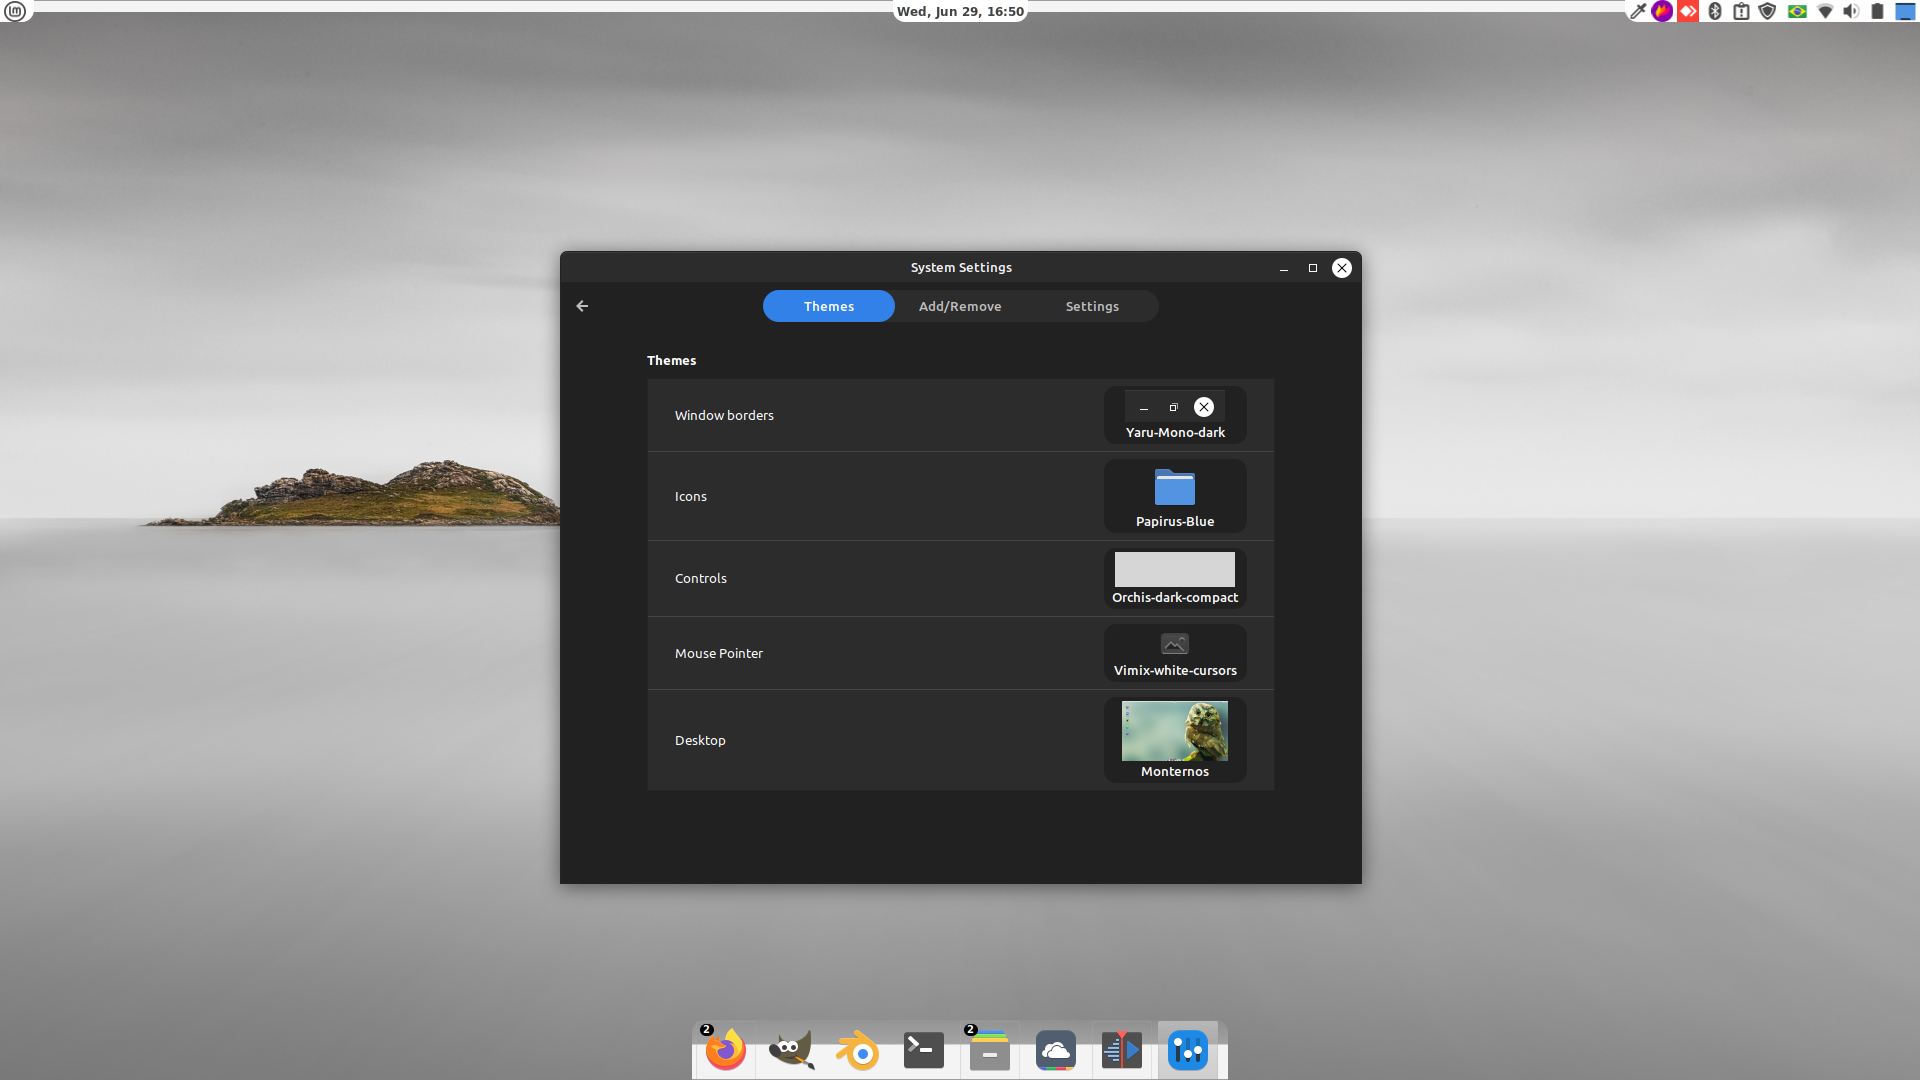 Wed, Jun 29, 16:50
System Settings
Themes
Add/Remove
Settings
Themes
Window borders
Yaru-Mono-dark
Icons
Papirus-Blue
Controls
Orchis-dark-compact
Mouse Pointer
Vimix-white-cursors
Desktop
Monternos
2
2